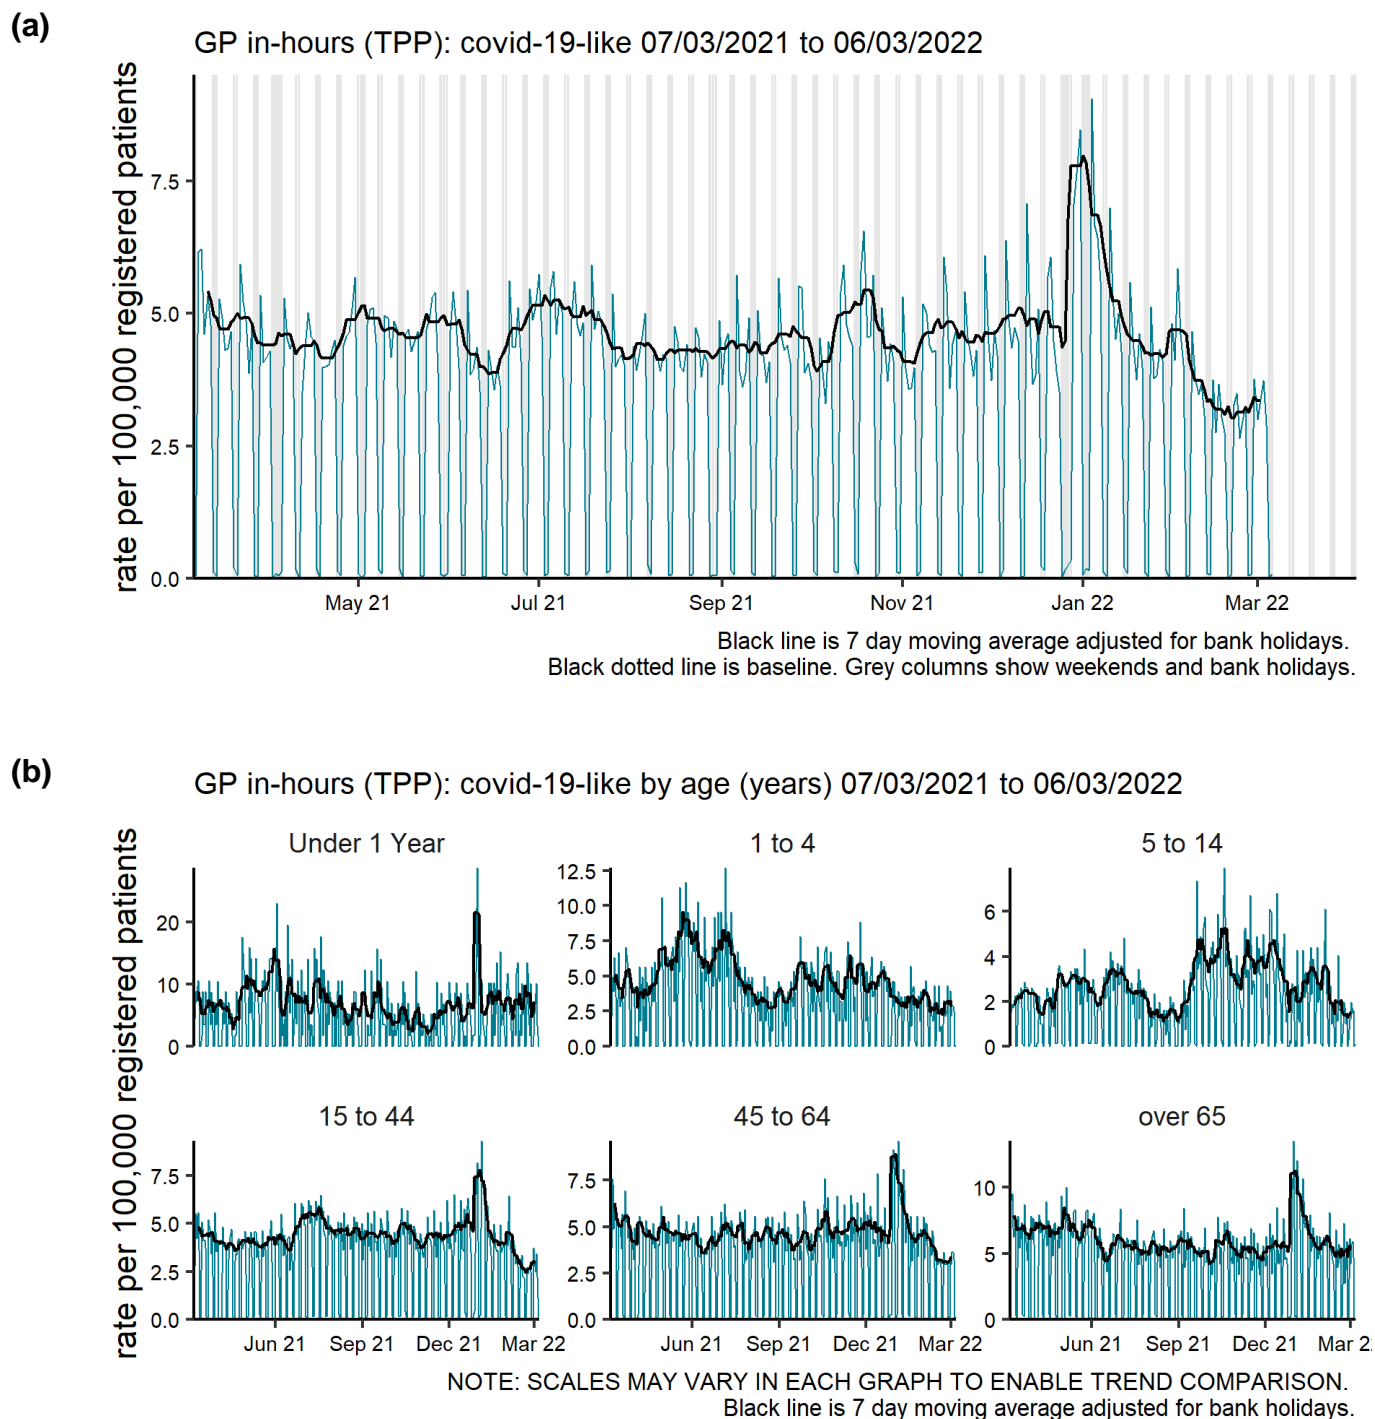 (a)
GP in-hours (TPP): covid-19-like 07/03/2021 to 06/03/2022
rate per 100,000 registered patients
7.5
5.0
2.5
0.0
May 21 Jul 21 Sep 21 Nov 21 Jan 22 Mar 22
Black line is 7 day moving average adjusted for bank holidays.
Black dotted line is baseline. Grey columns show weekends and bank holidays.
(b)
GP in-hours (TPP): covid-19-like by age (years) 07/03/2021 to 06/03/2022
rate per 100,000 registered patients
Under 1 Year
20
10
0
1 to 4
12.5
10.0
7.5
5.0
2.5
0.0
5 to 14
6
4
2
0
15 to 44
7.5
5.0
2.5
0.0
Jun 21 Sep 21 Dec 21 Mar 22
45 to 64
7.5
5.0
2.5
0.0
Jun 21 Sep 21 Dec 21 Mar 22
over 65
10
5
0
Jun 21 Sep 21 Dec 21 Mar 2
NOTE: SCALES MAY VARY IN EACH GRAPH TO ENABLE TREND COMPARISON.
Black line is 7 day moving average adjusted for bank holidays.